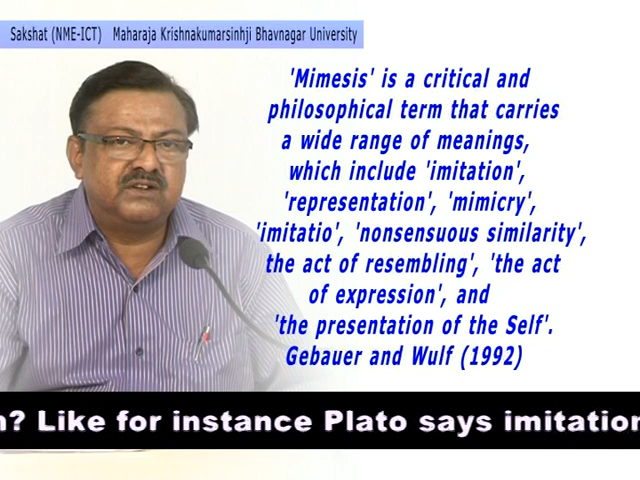 Sakshat (NME-ICT) Maharaja Krishnakumarsinhji Bhavnagar University
'Mimesis' is a critical and
philosophical term that carries
a wide range of meanings,
which include 'imitation',
'representation', 'mimicry',
'imitatio', 'nonsensuous similarity',
the act of resembling', 'the act
of expression', and
'the presentation of the Self'.
Gebauer and Wulf (1992)
? Like for instance Plato says imitation